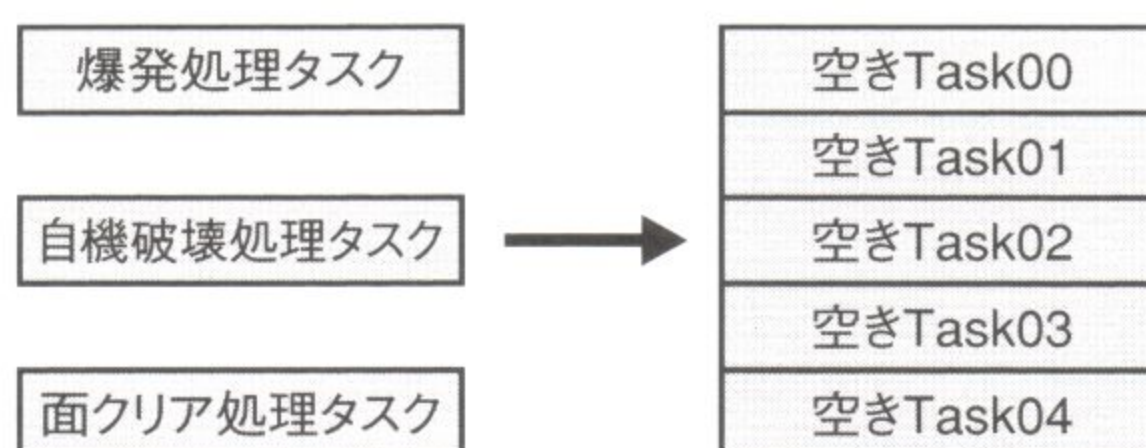 爆発処理タスク
自機破壊処理タスク
面クリア処理タスク
空きTask00
空きTask01
空きTask02
空きTask03
空きTask04